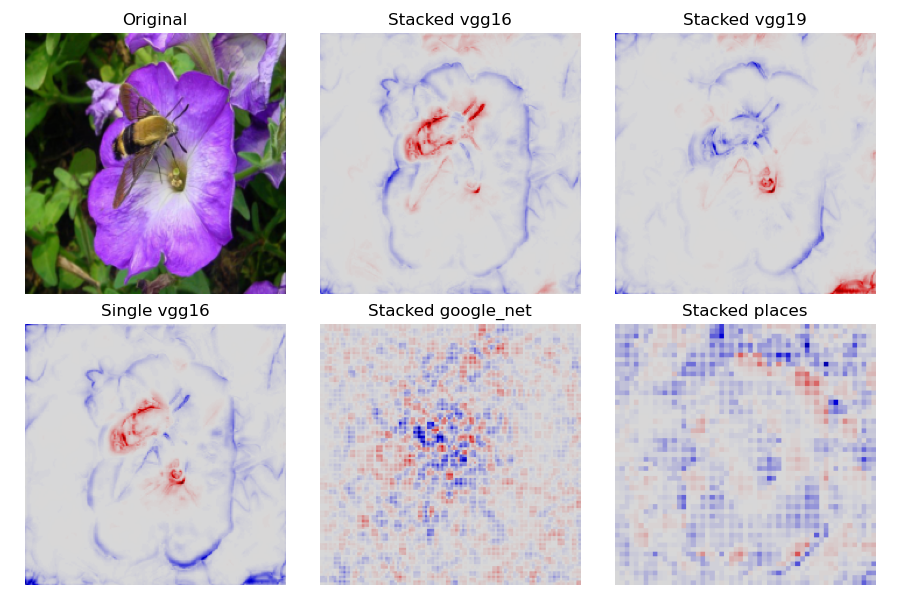 Original
Stacked vgg16
Stacked vgg19
Single vgg16
Stacked google_net
Stacked places